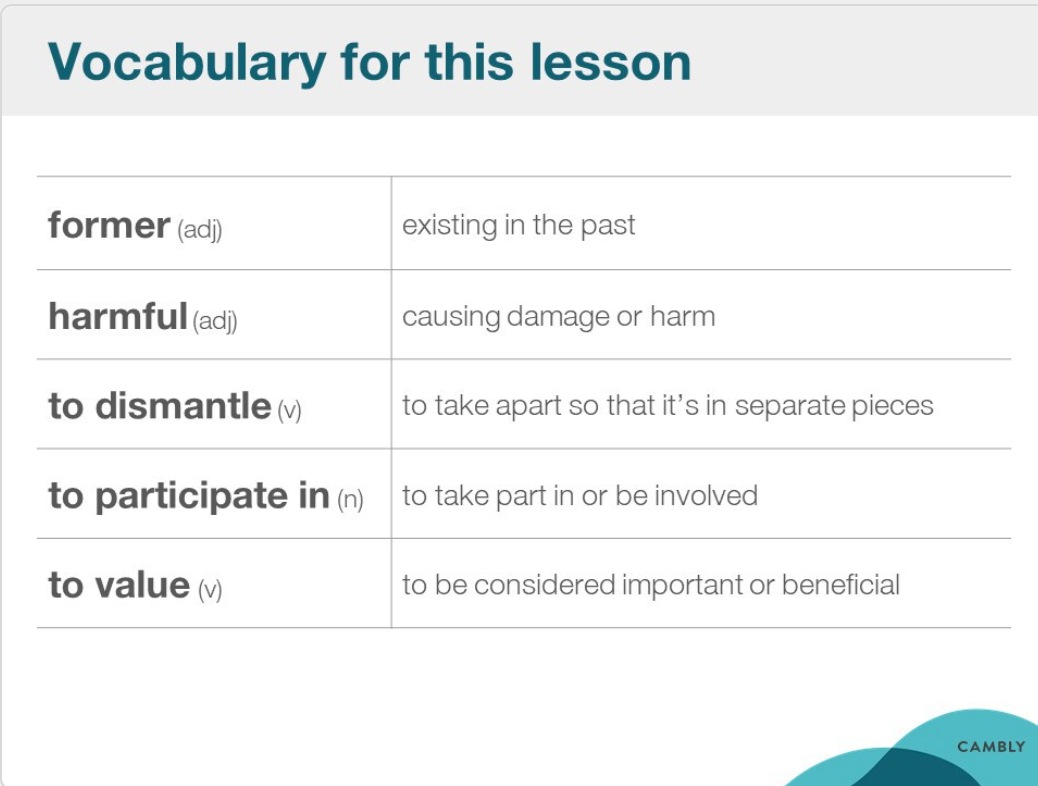 Vocabulary for this lesson
former (adj) existing in the past
harmful (adj) causing damage or harm
to dismantle (v) to take apart so that it's in separate pieces
to participate in (n) to take part in or be involved
to value (v) to be considered important or beneficial
CAMBLY